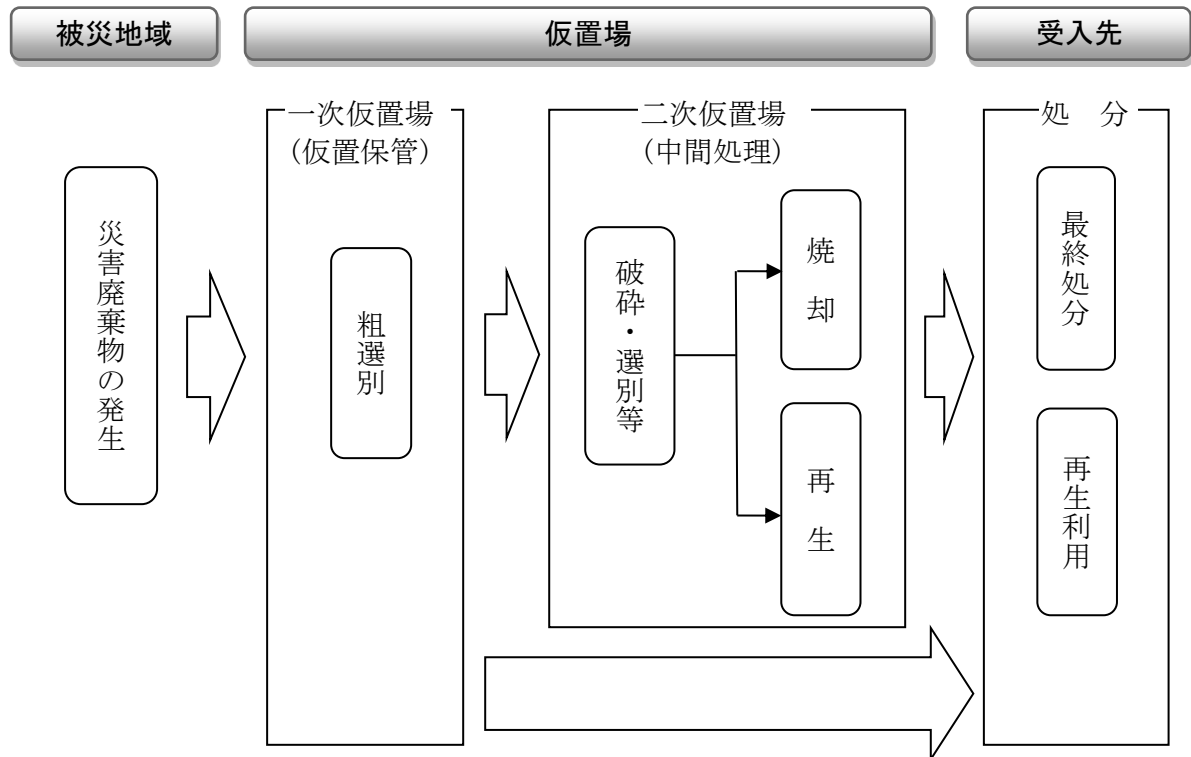 被災地域
仮置場
受入先
一次仮置場
（仮置保管）
二次仮置場
（中間処理）
処　分
災害廃棄物の発生
粗選別
破砕・選別等
焼却
再生
最終処分
再生利用